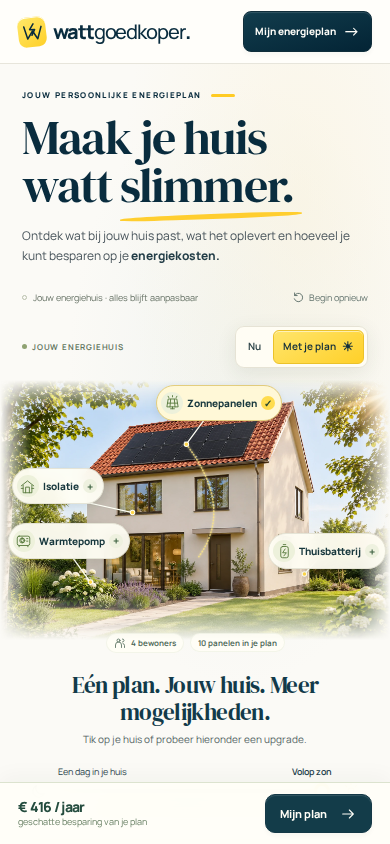 wattgoedkoper.
Mijn energieplan →
JOUW PERSOONLIJKE ENERGIEPLAN
Maak je huis
watt slimmer.
Ontdek wat bij jouw huis past, wat het oplevert en hoeveel je
kunt besparen op je energiekosten.
Jouw energiehuis · alles blijft aanpasbaar
Begin opnieuw
JOUW ENERGIEHUIS
Nu
Met je plan
Zonnepanelen ✓
Isolatie +
Warmtepomp +
Thuisbatterij +
4 bewoners
10 panelen in je plan
Eén plan. Jouw huis. Meer
mogelijkheden.
Tik op je huis of probeer hieronder een upgrade.
Een dag in je huis
Volop zon
€ 416 / jaar
geschatte besparing van je plan
Mijn plan →